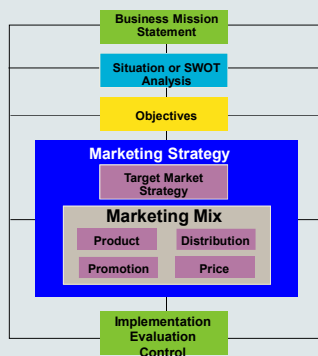 Business Mission
Statement
Situation or SWOT
Analysis
Objectives
Marketing Strategy
Target Market
Strategy
Marketing Mix
Product
Distribution
Promotion
Price
Implementation
Evaluation
Control